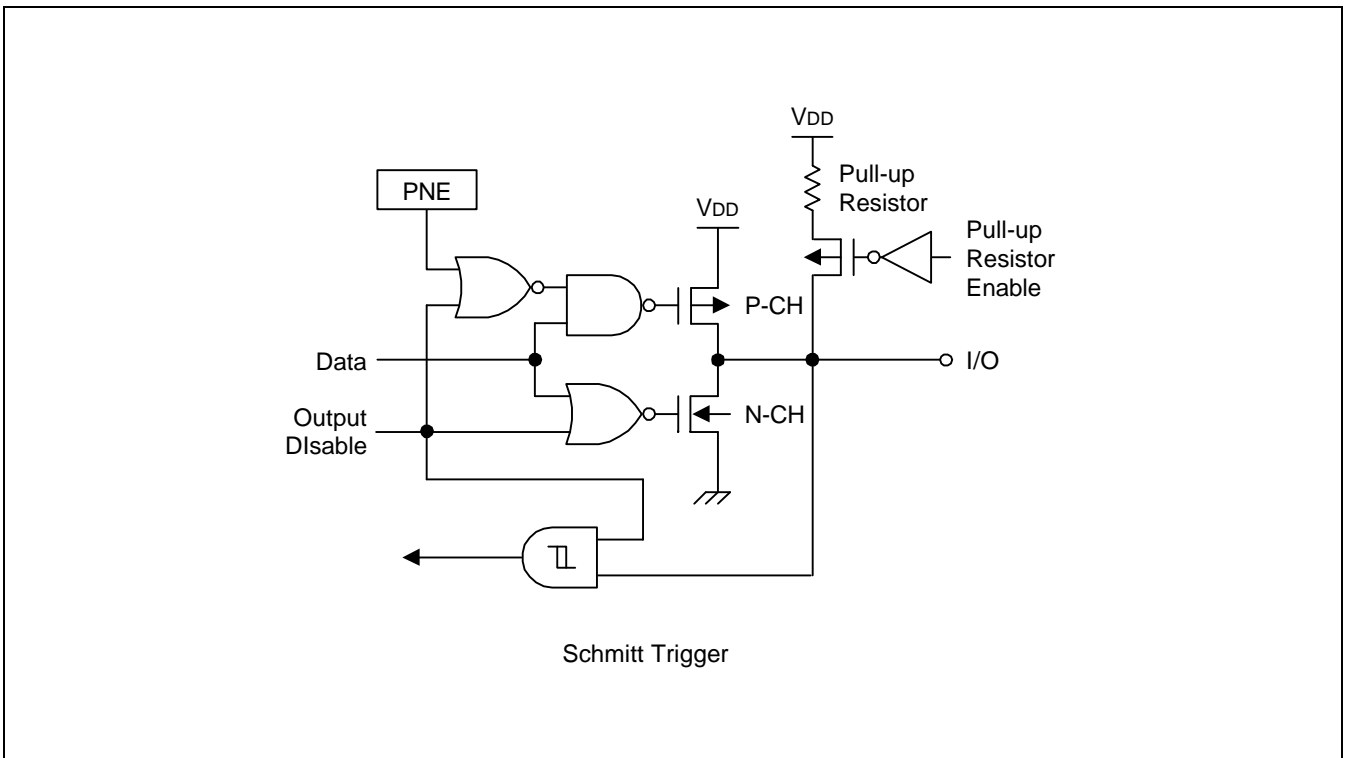 VDD
Pull-up
Resistor
PNE
VDD
Pull-up
Resistor
Enable
P-CH
Data
I/O
Output
DIsable
N-CH
Schmitt Trigger